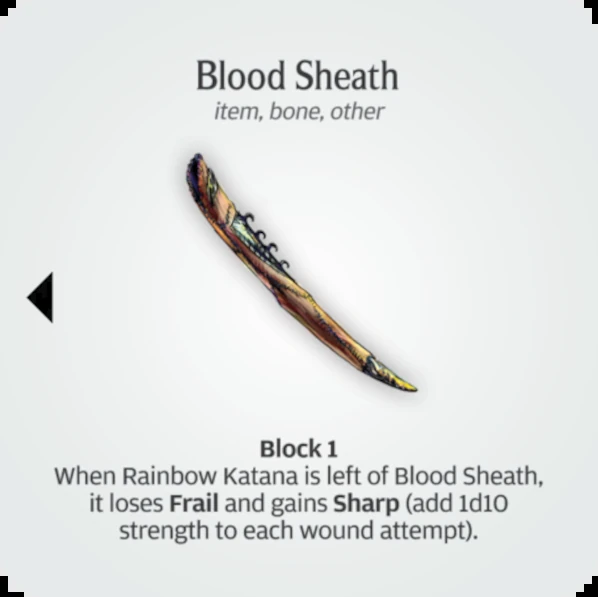 Blood Sheath
item, bone, other
Block 1
When Rainbow Katana is left of Blood Sheath,
it loses Frail and gains Sharp (add 1d10
strength to each wound attempt).